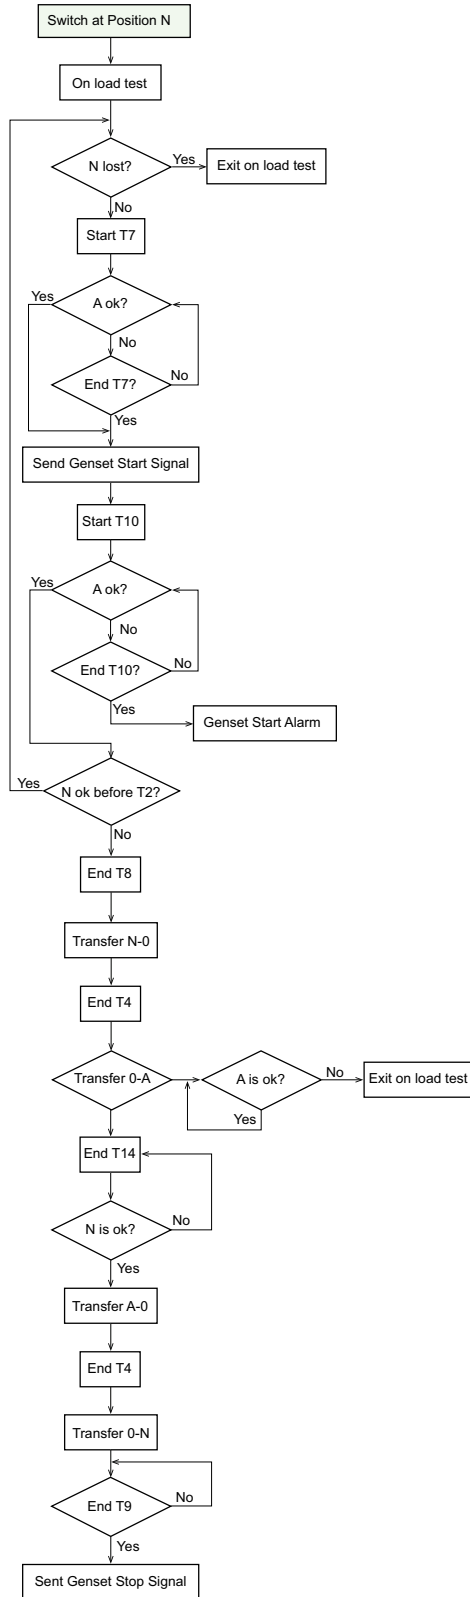 Switch at Position N
On load test
N lost?
Yes
Exit on load test
No
Start T7
Yes
A ok?
No
End T7?
No
Yes
Send Genset Start Signal
Start T10
Yes
A ok?
No
End T10?
No
Yes
Genset Start Alarm
Yes
N ok before T2?
No
End T8
Transfer N-0
End T4
Transfer 0-A
A is ok?
No
Exit on load test
Yes
End T14
N is ok?
No
Yes
Transfer A-0
End T4
Transfer 0-N
End T9
No
Yes
Sent Genset Stop Signal